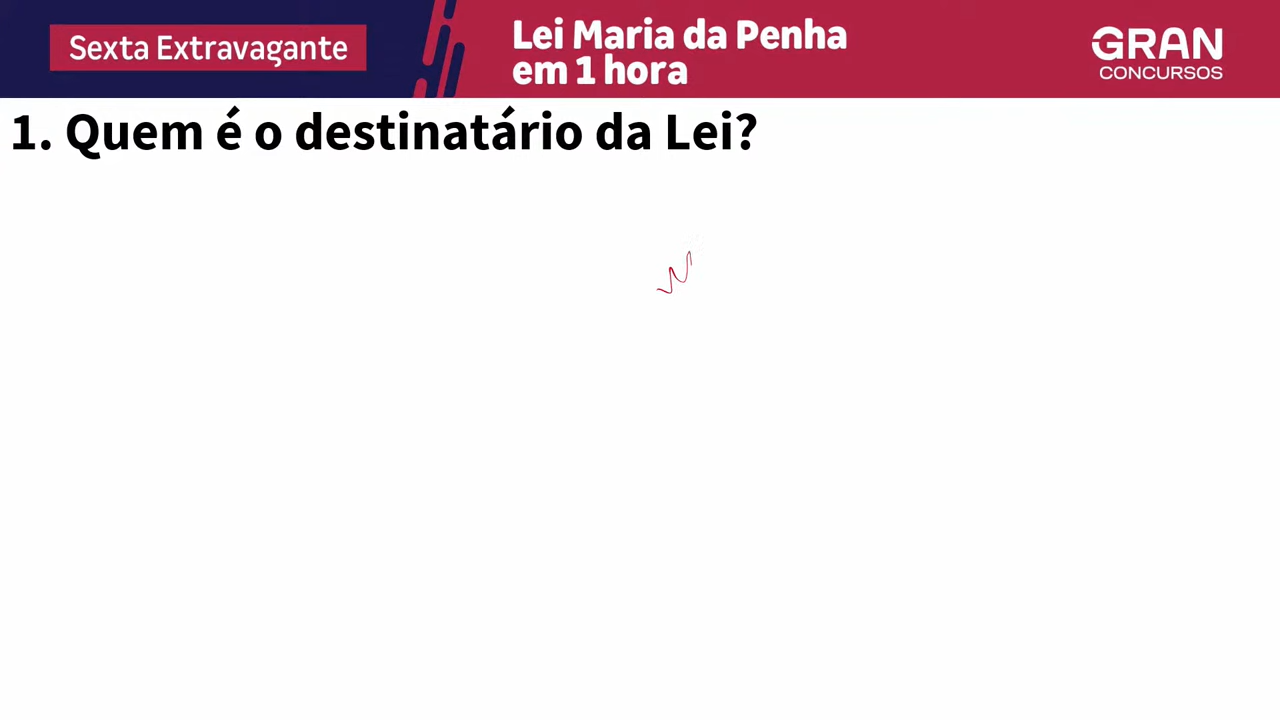 Sexta Extravagante
Lei Maria da Penha
em 1 hora
GRAN
CONCURSOS
1. Quem é o destinatário da Lei?